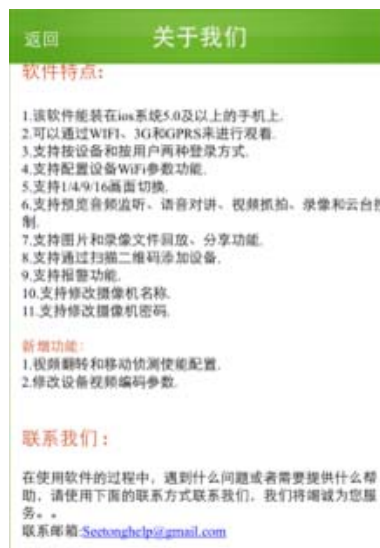 返回 关于我们
软件特点:
1.该软件能装在ios系统5.0及以上的手机上.
2.可以通过WIFI、3G和GPRS来进行观看.
3.支持按设备和按用户两种登录方式.
4.支持配置设备WiFi参数功能.
5.支持1/4/9/16画面切换.
6.支持预览音频监听、语音对讲、视频抓拍、录像和云台控
制.
7.支持图片和录像文件回放、分享功能.
8.支持通过扫描二维码添加设备.
9.支持报警功能.
10.支持修改摄像机名称.
11.支持修改摄像机密码.
新增功能:
1.视频翻转和移动侦测使能配置.
2.修改设备视频编码参数.
联系我们:
在使用软件的过程中，遇到什么问题或者需要提供什么帮
助，请使用下面的联系方式联系我们，我们将竭诚为您服
务。。
联系邮箱:Seetonghelp@gmail.com